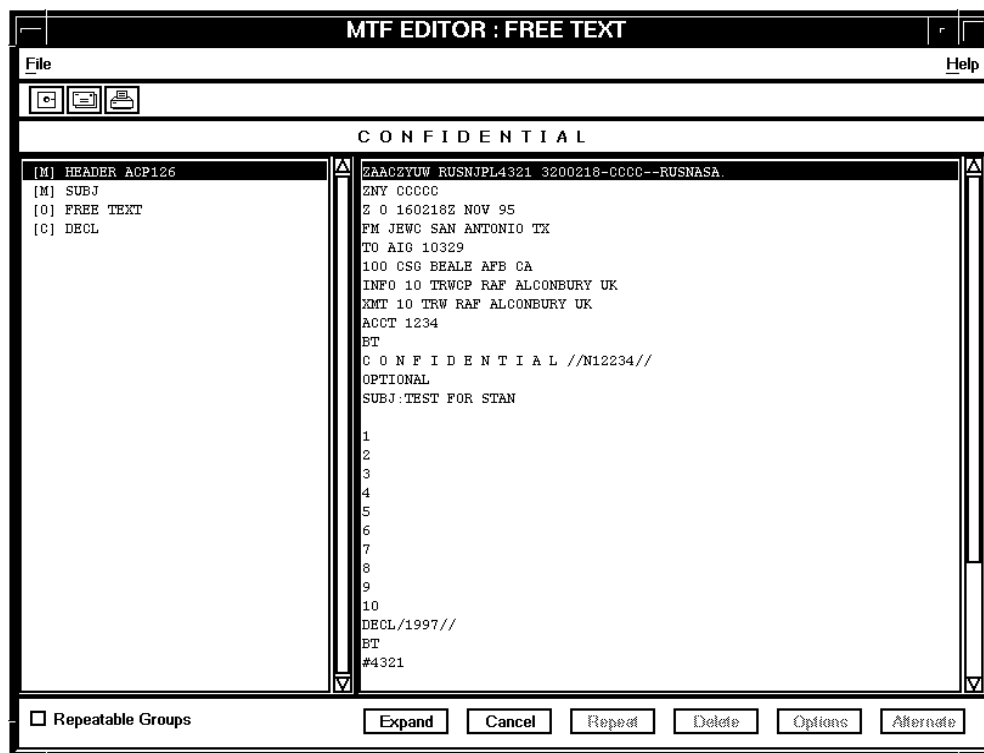 MTF EDITOR : FREE TEXT
File Help
C O N F I D E N T I A L
[M] HEADER ACP126
[M] SUBJ
[O] FREE TEXT
[C] DECL
ZAACZYUW RUSNJPL4321 3200218-CCCC--RUSNASA.
ZNY CCCCC
Z O 160218Z NOV 95
FM JEWC SAN ANTONIO TX
TO AIG 10329
100 CSG BEALE AFB CA
INFO 10 TRWCP RAF ALCONBURY UK
XMT 10 TRW RAF ALCONBURY UK
ACCT 1234
BT
C O N F I D E N T I A L //N12234//
OPTIONAL
SUBJ:TEST FOR STAN
1
2
3
4
5
6
7
8
9
10
DECL/1997//
BT
#4321
Repeatable Groups Expand Cancel Repeat Delete Options Alternate